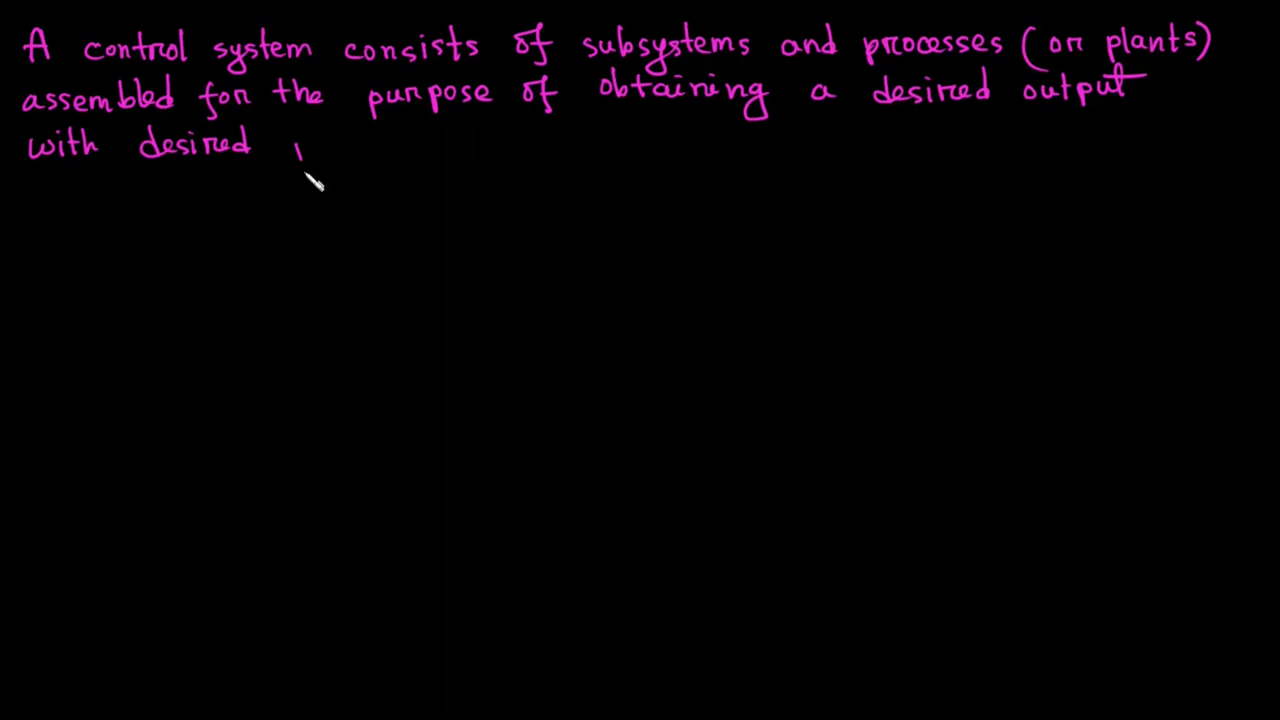 A control system consists of subsystems and processes (or plants)
assembled for the purpose of obtaining a desired output
with desired